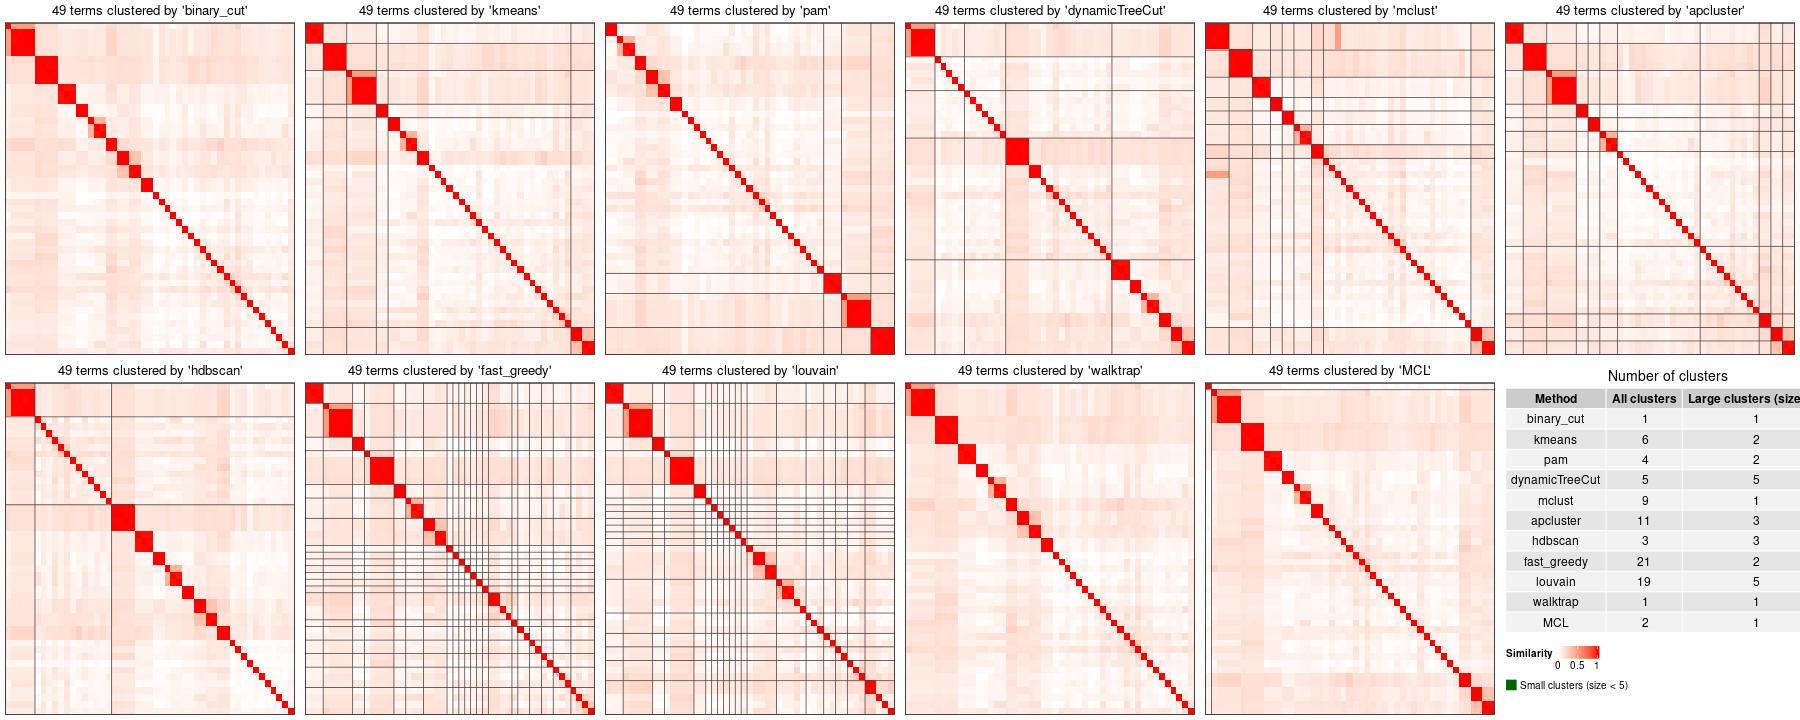 49 terms clustered by 'binary_cut'
49 terms clustered by 'kmeans'
49 terms clustered by 'pam'
49 terms clustered by 'dynamicTreeCut'
49 terms clustered by 'mclust'
49 terms clustered by 'apcluster'
49 terms clustered by 'hdbscan'
49 terms clustered by 'fast_greedy'
49 terms clustered by 'louvain'
49 terms clustered by 'walktrap'
49 terms clustered by 'MCL'
Number of clusters
Method All clusters Large clusters (size
binary_cut 1 1
kmeans 6 2
pam 4 2
dynamicTreeCut 5 5
mclust 9 1
apcluster 11 3
hdbscan 3 3
fast_greedy 21 2
louvain 19 5
walktrap 1 1
MCL 2 1
Similarity
0 0.5 1
Small clusters (size < 5)